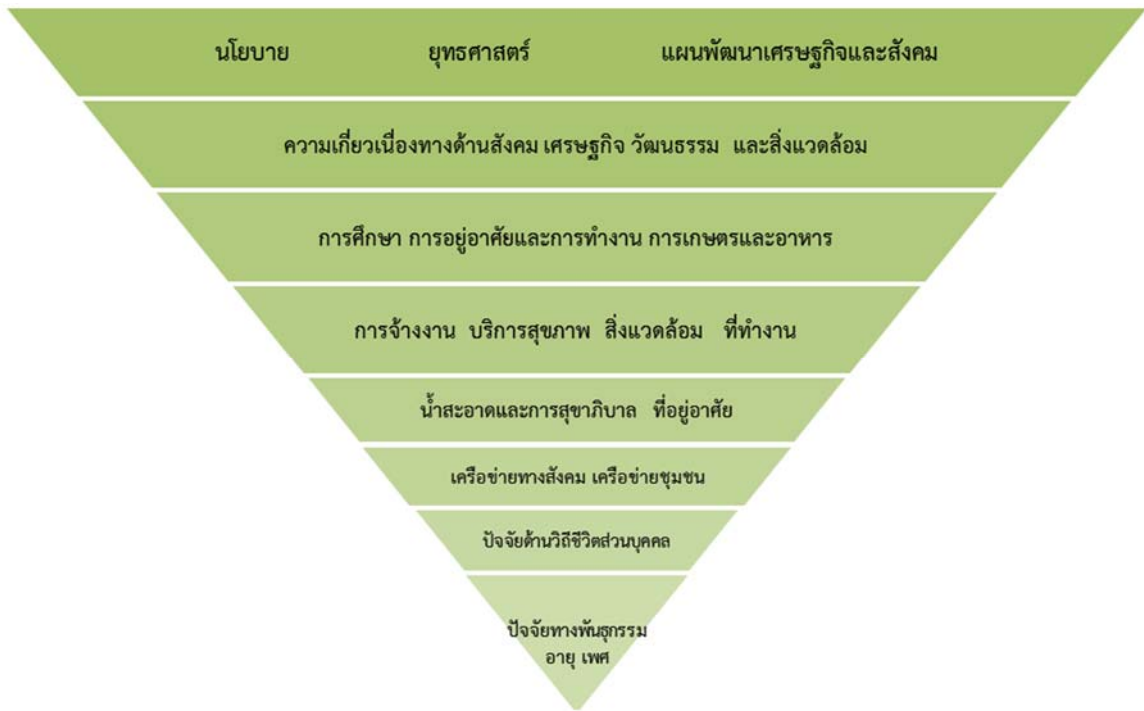 นโยบาย ยุทธศาสตร์ แผนพัฒนาเศรษฐกิจและสังคม
ความเกี่ยวเนื่องทางด้านสังคม เศรษฐกิจ วัฒนธรรม และสิ่งแวดล้อม
การศึกษา การอยู่อาศัยและการทำงาน การเกษตรและอาหาร
การจ้างงาน บริการสุขภาพ สิ่งแวดล้อม ที่ทำงาน
น้ำสะอาดและการสุขาภิบาล ที่อยู่อาศัย
เครือข่ายทางสังคม เครือข่ายชุมชน
ปัจจัยด้านวิถีชีวิตส่วนบุคคล
ปัจจัยทางพันธุกรรม
อายุ เพศ